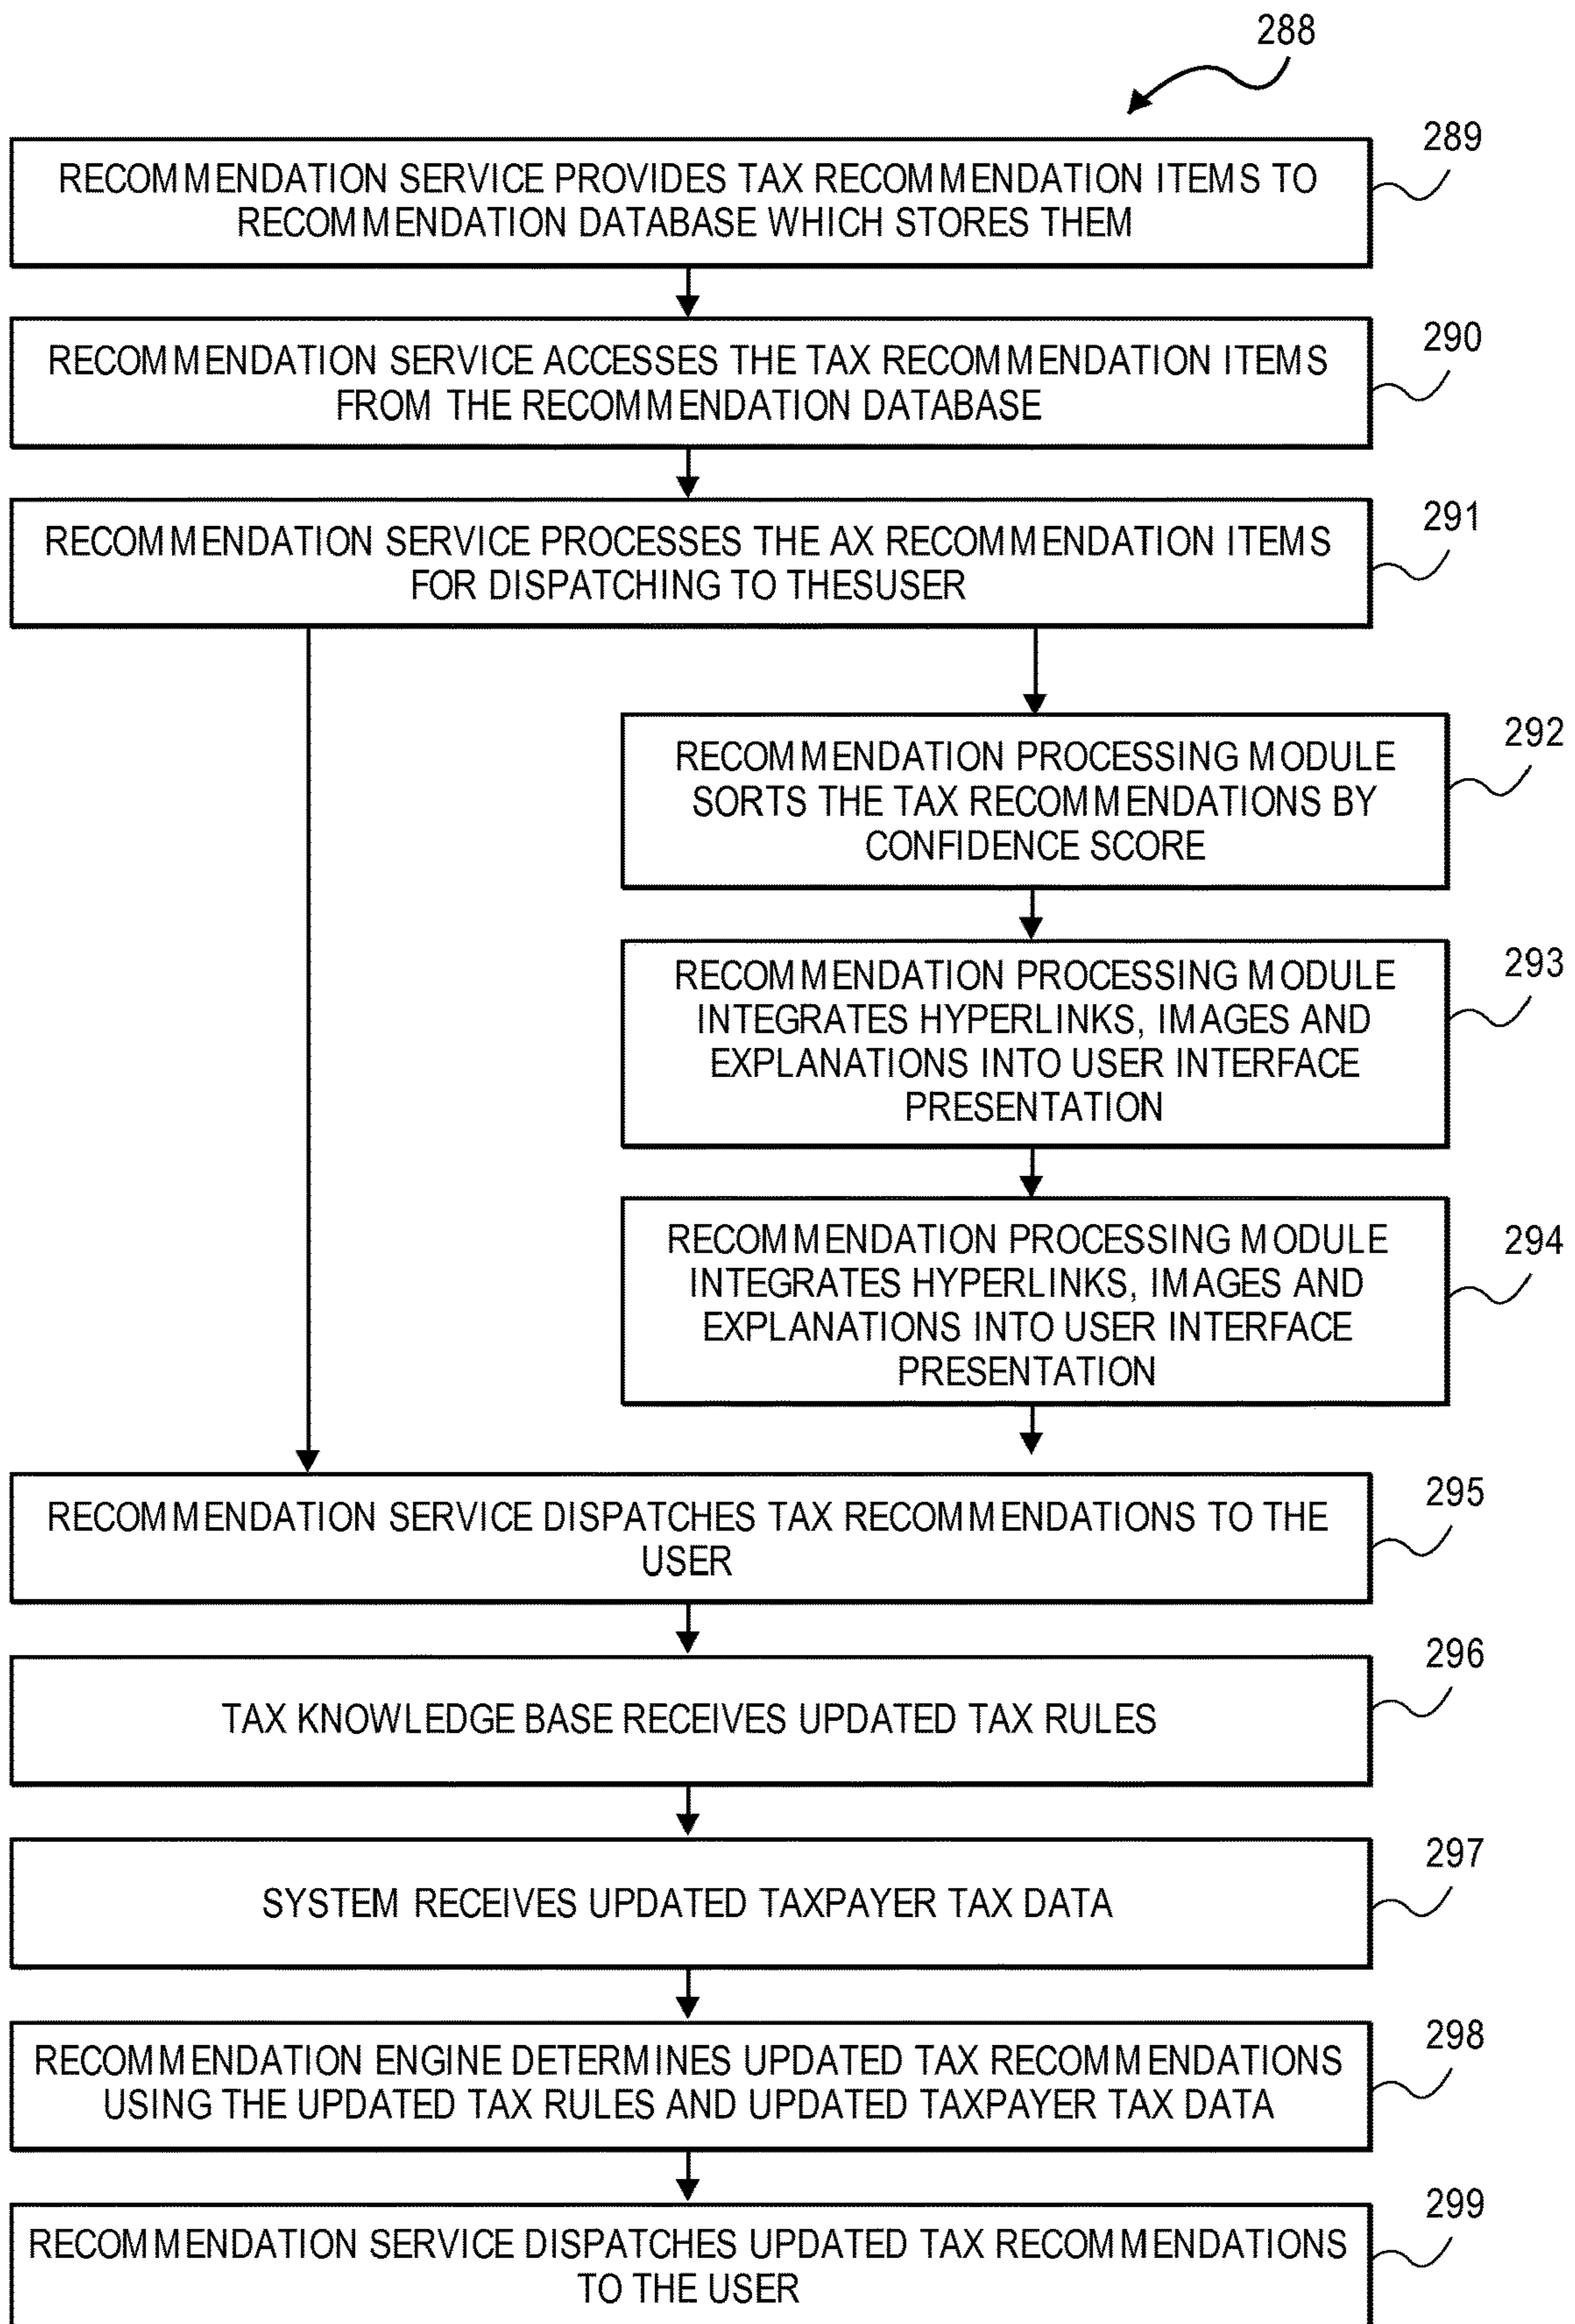 288
289
RECOMMENDATION SERVICE PROVIDES TAX RECOMMENDATION ITEMS TO
RECOMMENDATION DATABASE WHICH STORES THEM
290
RECOMMENDATION SERVICE ACCESSES THE TAX RECOMMENDATION ITEMS
FROM THE RECOMMENDATION DATABASE
291
RECOMMENDATION SERVICE PROCESSES THE AX RECOMMENDATION ITEMS
FOR DISPATCHING TO THESUSER
292
RECOMMENDATION PROCESSING MODULE
SORTS THE TAX RECOMMENDATIONS BY
CONFIDENCE SCORE
293
RECOMMENDATION PROCESSING MODULE
INTEGRATES HYPERLINKS, IMAGES AND
EXPLANATIONS INTO USER INTERFACE
PRESENTATION
294
RECOMMENDATION PROCESSING MODULE
INTEGRATES HYPERLINKS, IMAGES AND
EXPLANATIONS INTO USER INTERFACE
PRESENTATION
295
RECOMMENDATION SERVICE DISPATCHES TAX RECOMMENDATIONS TO THE
USER
296
TAX KNOWLEDGE BASE RECEIVES UPDATED TAX RULES
297
SYSTEM RECEIVES UPDATED TAXPAYER TAX DATA
298
RECOMMENDATION ENGINE DETERMINES UPDATED TAX RECOMMENDATIONS
USING THE UPDATED TAX RULES AND UPDATED TAXPAYER TAX DATA
299
RECOMMENDATION SERVICE DISPATCHES UPDATED TAX RECOMMENDATIONS
TO THE USER